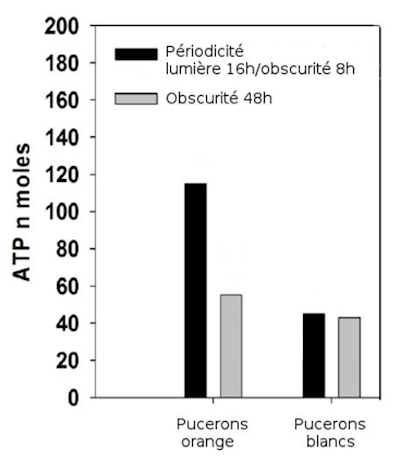 200
180
160
140
120
100
80
60
40
20
0
ATP n moles
Périodicité
lumière 16h/obscurité 8h
Obscurité 48h
Pucerons
orange
Pucerons
blancs